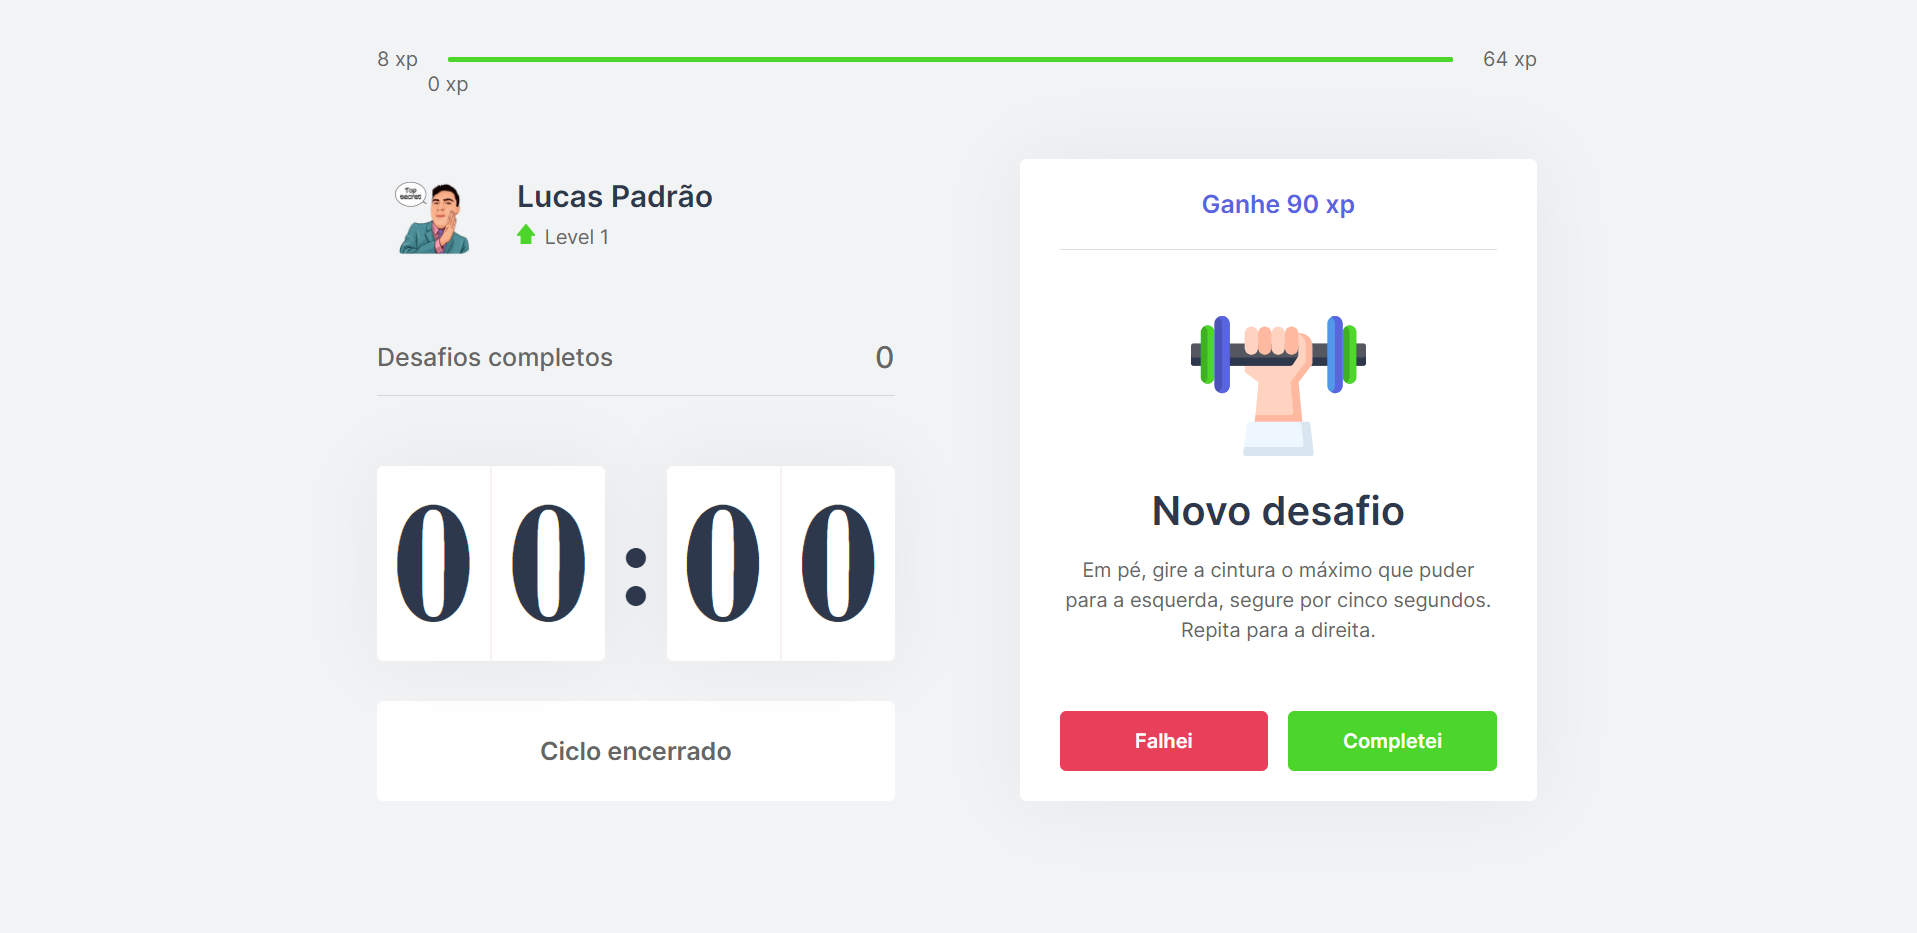 8 xp
64 xp
0 xp
Top
secret
Lucas Padrão
Level 1
Desafios completos
0
00:00
Ciclo encerrado
Ganhe 90 xp
Novo desafio
Em pé, gire a cintura o máximo que puder
para a esquerda, segure por cinco segundos.
Repita para a direita.
Falhei
Completei